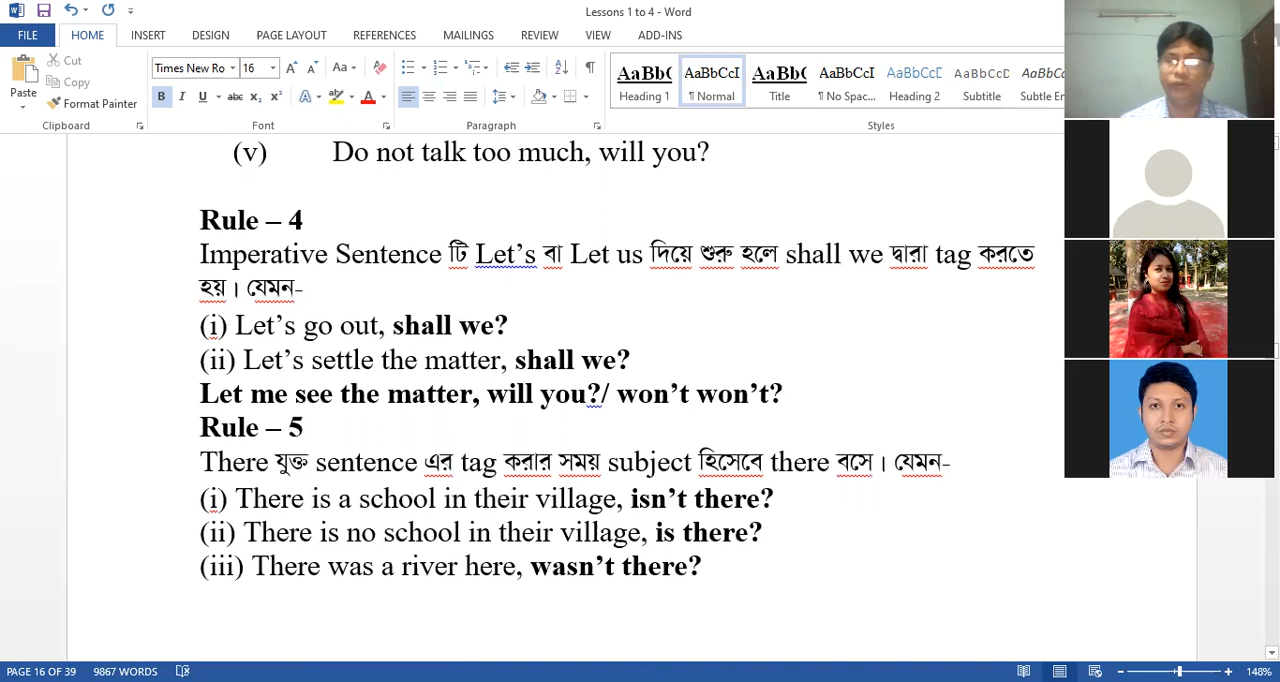 Lessons 1 to 4 - Word
FILE HOME INSERT DESIGN PAGE LAYOUT REFERENCES MAILINGS REVIEW VIEW ADD-INS
Paste
Cut
Copy
Format Painter
Clipboard
Times New Ro 16
Font
Paragraph
AaBbC Heading 1
AaBbCcI ¶ Normal
AaBb( Title
AaBbCcI ¶ No Spac...
AaBbCcD Heading 2
AaBbCcD Subtitle
AaBbCcD Subtle Em
Styles
(v) Do not talk too much, will you?
Rule – 4
Imperative Sentence টি Let’s বা Let us দিয়ে শুরু হলে shall we দ্বারা tag করতে
হয়। যেমন-
(i) Let’s go out, shall we?
(ii) Let’s settle the matter, shall we?
Let me see the matter, will you?/ won’t won’t?
Rule – 5
There যুক্ত sentence এর tag করার সময় subject হিসেবে there বসে। যেমন-
(i) There is a school in their village, isn’t there?
(ii) There is no school in their village, is there?
(iii) There was a river here, wasn’t there?
PAGE 16 OF 39 9867 WORDS 148%